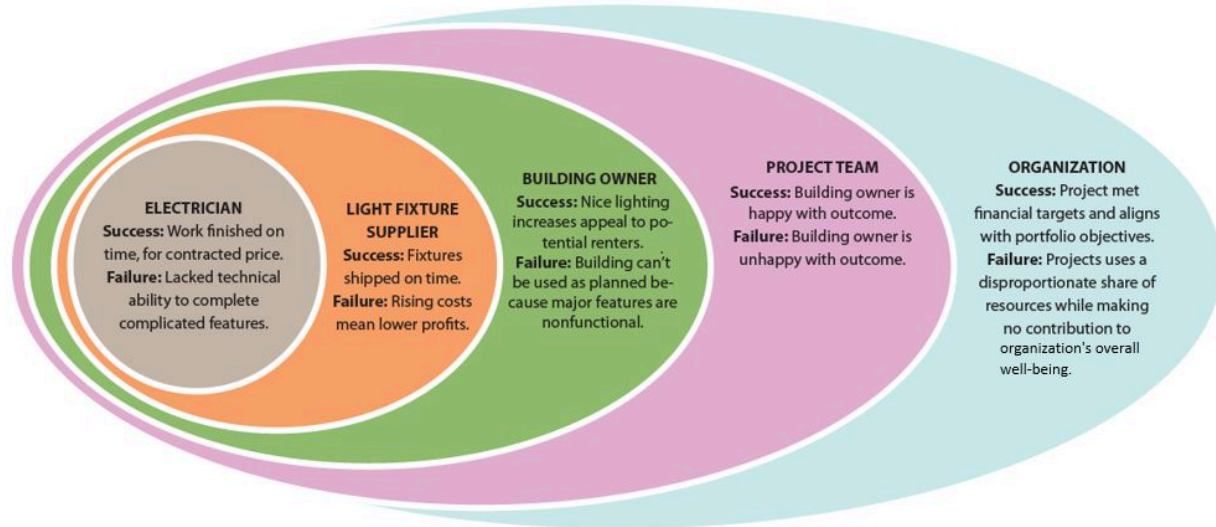 ELECTRICIAN
Success: Work finished on
time, for contracted price.
Failure: Lacked technical
ability to complete
complicated features.
LIGHT FIXTURE
SUPPLIER
Success: Fixtures
shipped on time.
Failure: Rising costs
mean lower profits.
BUILDING OWNER
Success: Nice lighting
increases appeal to po-
tential renters.
Failure: Building can't
be used as planned be-
cause major features are
nonfunctional.
PROJECT TEAM
Success: Building owner is
happy with outcome.
Failure: Building owner is
unhappy with outcome.
ORGANIZATION
Success: Project met
financial targets and aligns
with portfolio objectives.
Failure: Projects uses a
disproportionate share of
resources while making
no contribution to
organization's overall
well-being.